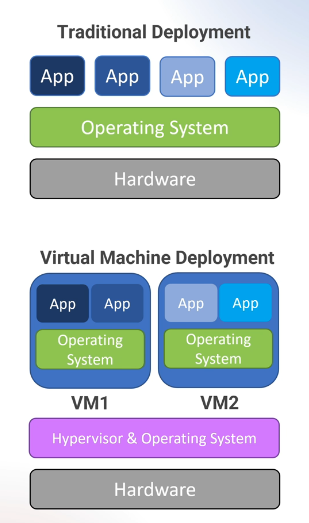 Traditional Deployment
App App App App
Operating System
Hardware
Virtual Machine Deployment
App App App App
Operating System
Operating System
VM1 VM2
Hypervisor & Operating System
Hardware